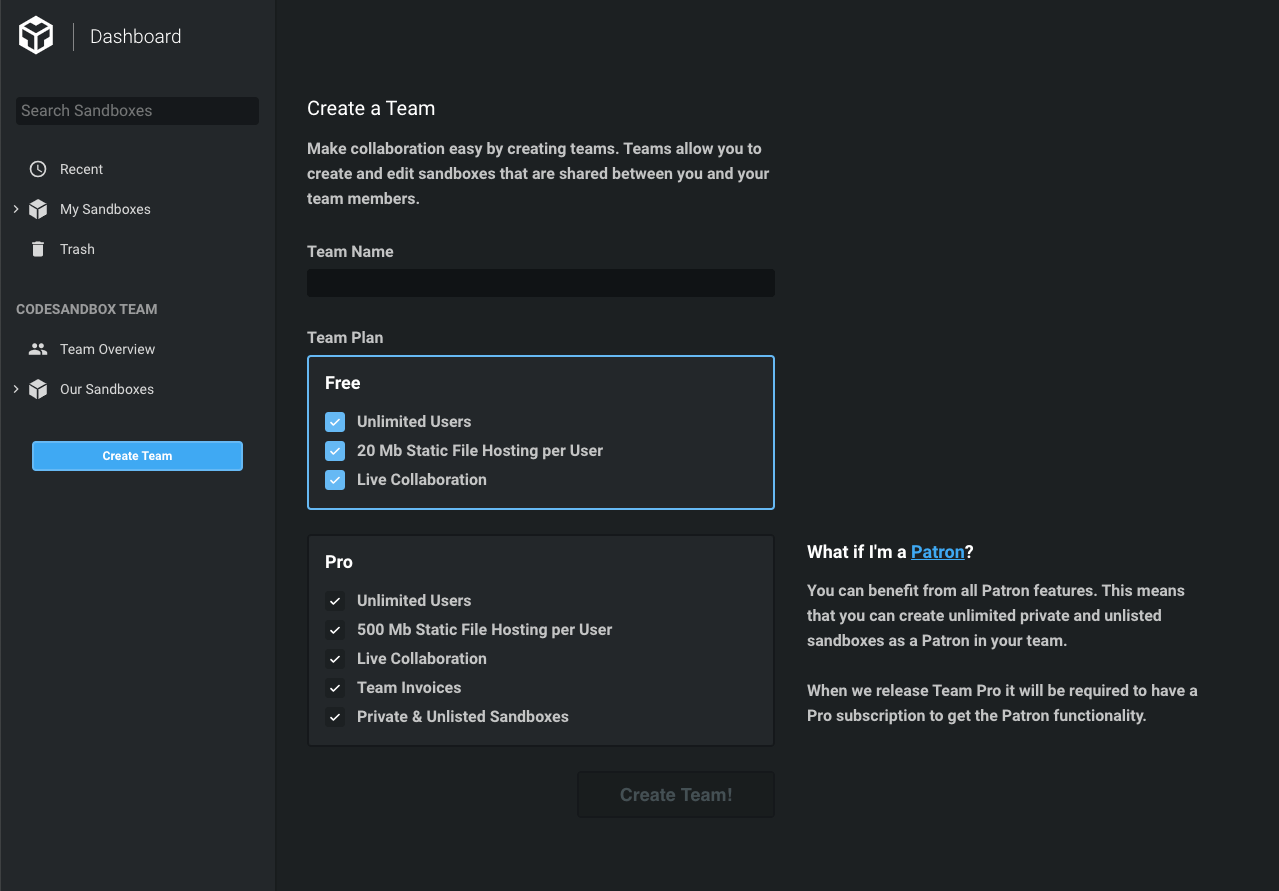 Dashboard
Search Sandboxes
Recent
My Sandboxes
Trash
CODESANDBOX TEAM
Team Overview
Our Sandboxes
Create Team
Create a Team
Make collaboration easy by creating teams. Teams allow you to
create and edit sandboxes that are shared between you and your
team members.
Team Name
Team Plan
Free
Unlimited Users
20 Mb Static File Hosting per User
Live Collaboration
Pro
Unlimited Users
500 Mb Static File Hosting per User
Live Collaboration
Team Invoices
Private & Unlisted Sandboxes
What if I'm a Patron?
You can benefit from all Patron features. This means
that you can create unlimited private and unlisted
sandboxes as a Patron in your team.
When we release Team Pro it will be required to have a
Pro subscription to get the Patron functionality.
Create Team!